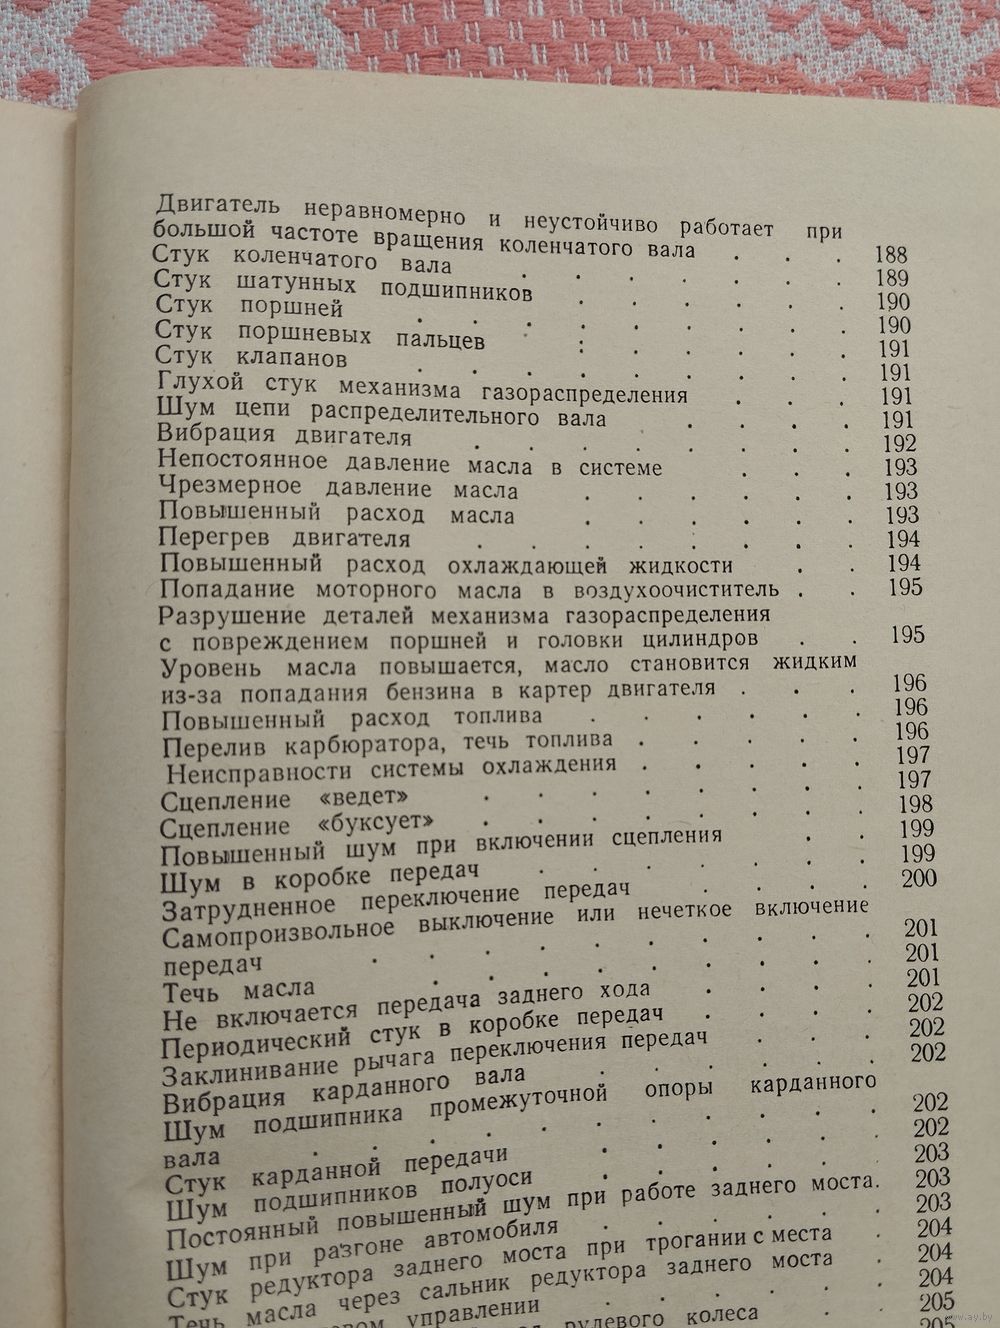 Двигатель неравномерно и неустойчиво работает при
большой частоте вращения коленчатого вала . . . 188
Стук коленчатого вала . . . . . . 189
Стук шатунных подшипников . . . . . 190
Стук поршней . . . . . . . . 190
Стук поршневых пальцев . . . . . . 191
Стук клапанов . . . . . . . . 191
Глухой стук механизма газораспределения . . . 191
Шум цепи распределительного вала . . . . 191
Вибрация двигателя . . . . . . . 192
Непостоянное давление масла в системе . . . 193
Чрезмерное давление масла . . . . . 193
Повышенный расход масла . . . . . 193
Перегрев двигателя . . . . . . . 194
Повышенный расход охлаждающей жидкости . . 194
Попадание моторного масла в воздухоочиститель . . 195
Разрушение деталей механизма газораспределения
с повреждением поршней и головки цилиндров . . 195
Уровень масла повышается, масло становится жидким
из-за попадания бензина в картер двигателя . . . 196
Повышенный расход топлива . . . . . . 196
Перелив карбюратора, течь топлива . . . . . 196
Неисправности системы охлаждения . . . . . 197
Сцепление «ведет» . . . . . . . 197
Сцепление «буксует» . . . . . . . 198
Повышенный шум при включении сцепления . . 199
Шум в коробке передач . . . . . . . 199
Затрудненное переключение передач . . . . 200
Самопроизвольное выключение или нечеткое включение
передач . . . . . . . . . . 201
Течь масла . . . . . . . . 201
Не включается передача заднего хода . . . . 201
Периодический стук в коробке передач . . . . 202
Заклинивание рычага переключения передач . . . 202
Вибрация карданного вала . . . . . . 202
Шум подшипника промежуточной опоры карданного
вала . . . . . . . . . . 202
Стук карданной передачи . . . . . . 202
Шум подшипников полуоси . . . . . . 203
Постоянный повышенный шум при работе заднего моста. 203
Шум при разгоне автомобиля . . . . . . 203
Стук редуктора заднего моста при трогании с места . 204
Течь масла через сальник редуктора заднего моста . 204
управлении . . . . . . 204
рулевого колеса . . 205
205
www.ay.by